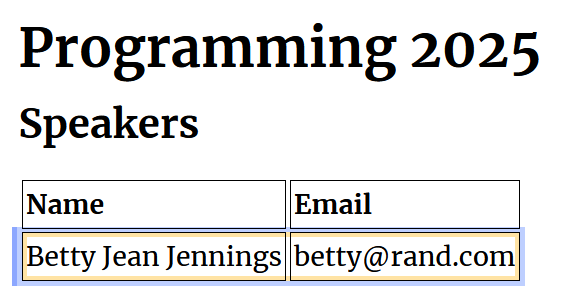 Programming 2025
Speakers
Name Email
Betty Jean Jennings betty@rand.com